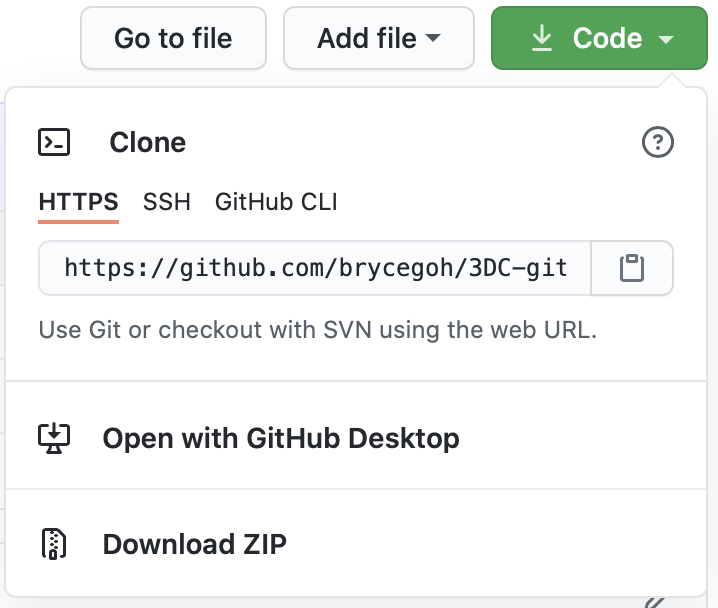 Go to file Add file Code
Clone
HTTPS SSH GitHub CLI
https://github.com/brycegoh/3DC-git
Use Git or checkout with SVN using the web URL.
Open with GitHub Desktop
Download ZIP